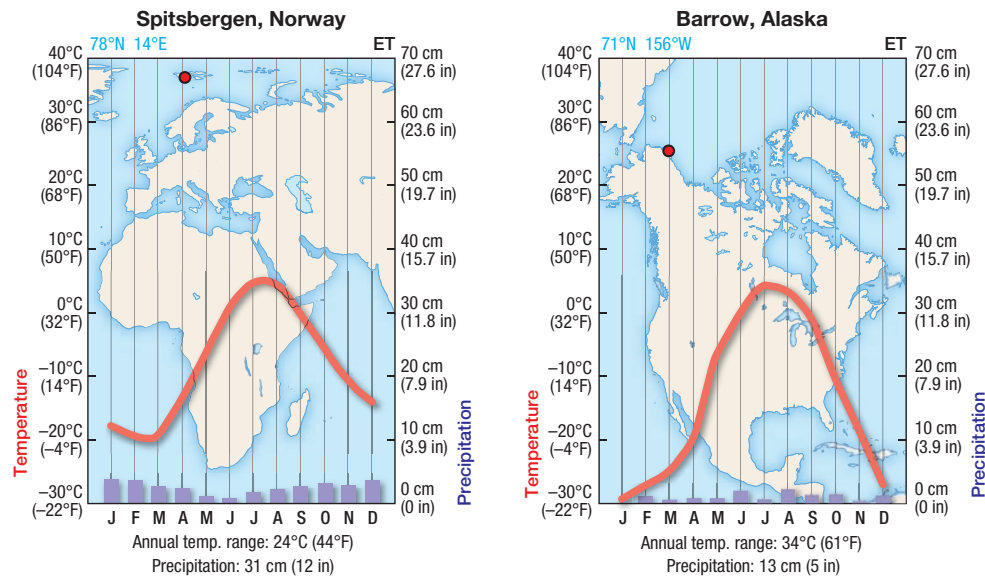 Spitsbergen, Norway
78°N 14°E
ET
40°C
(104°F)
30°C
(86°F)
20°C
(68°F)
10°C
(50°F)
0°C
(32°F)
–10°C
(14°F)
–20°C
(–4°F)
–30°C
(–22°F)
Temperature
70 cm
(27.6 in)
60 cm
(23.6 in)
50 cm
(19.7 in)
40 cm
(15.7 in)
30 cm
(11.8 in)
20 cm
(7.9 in)
10 cm
(3.9 in)
0 cm
(0 in)
Precipitation
J F M A M J J A S O N D
Annual temp. range: 24°C (44°F)
Precipitation: 31 cm (12 in)
Barrow, Alaska
71°N 156°W
ET
40°C
(104°F)
30°C
(86°F)
20°C
(68°F)
10°C
(50°F)
0°C
(32°F)
–10°C
(14°F)
–20°C
(–4°F)
–30°C
(–22°F)
Temperature
70 cm
(27.6 in)
60 cm
(23.6 in)
50 cm
(19.7 in)
40 cm
(15.7 in)
30 cm
(11.8 in)
20 cm
(7.9 in)
10 cm
(3.9 in)
0 cm
(0 in)
Precipitation
J F M A M J J A S O N D
Annual temp. range: 34°C (61°F)
Precipitation: 13 cm (5 in)